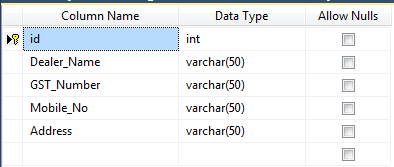 Column Name Data Type Allow Nulls
id int
Dealer_Name varchar(50)
GST_Number varchar(50)
Mobile_No varchar(50)
Address varchar(50)